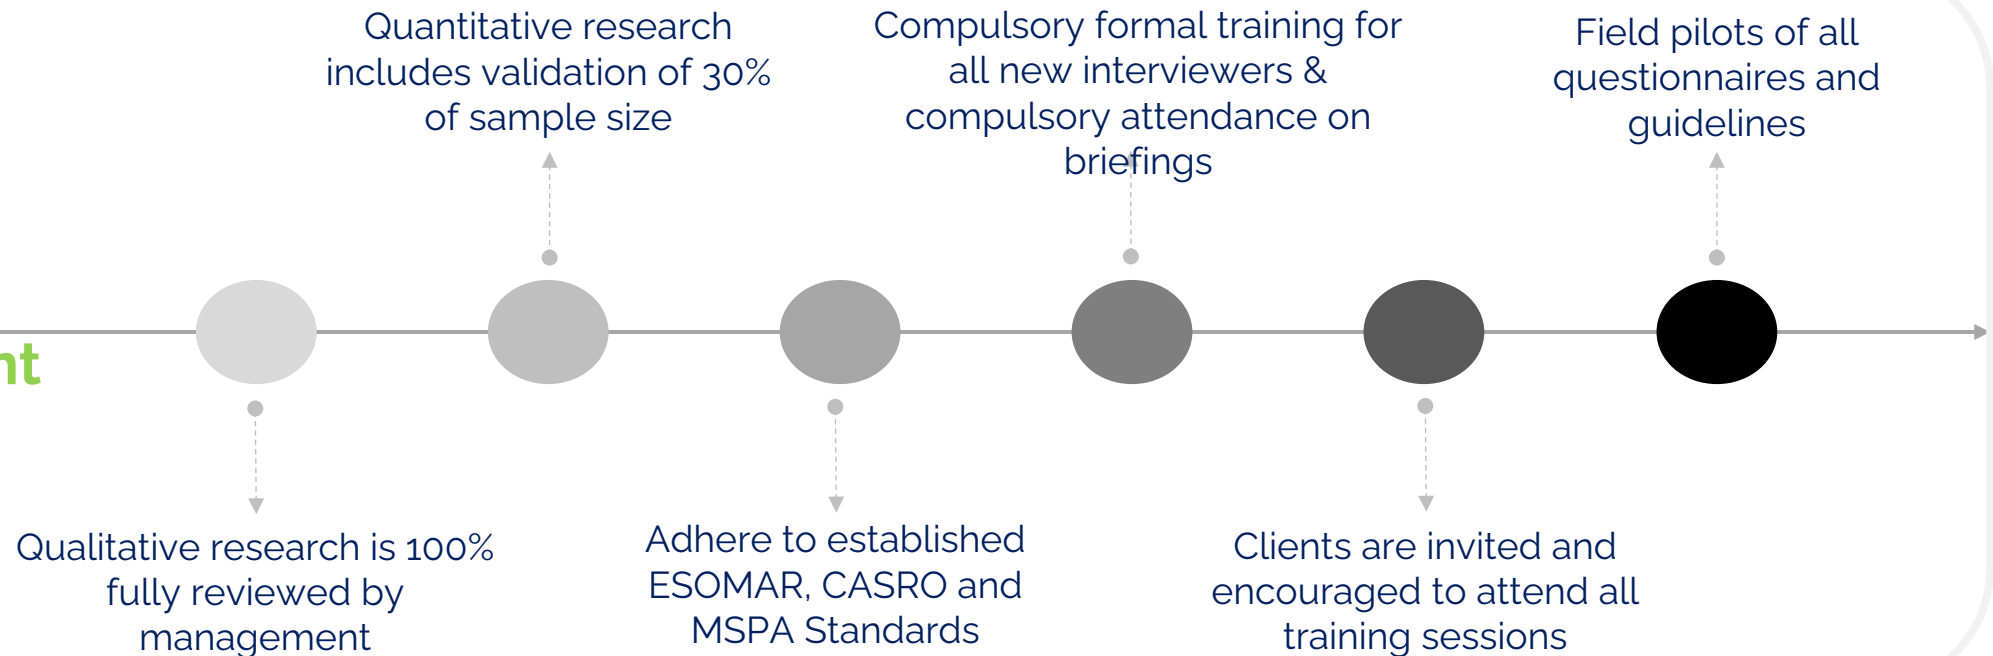 Quantitative research
includes validation of 30%
of sample size
Compulsory formal training for
all new interviewers &
compulsory attendance on
briefings
Field pilots of all
questionnaires and
guidelines
nt
Qualitative research is 100%
fully reviewed by
management
Adhere to established
ESOMAR, CASRO and
MSPA Standards
Clients are invited and
encouraged to attend all
training sessions